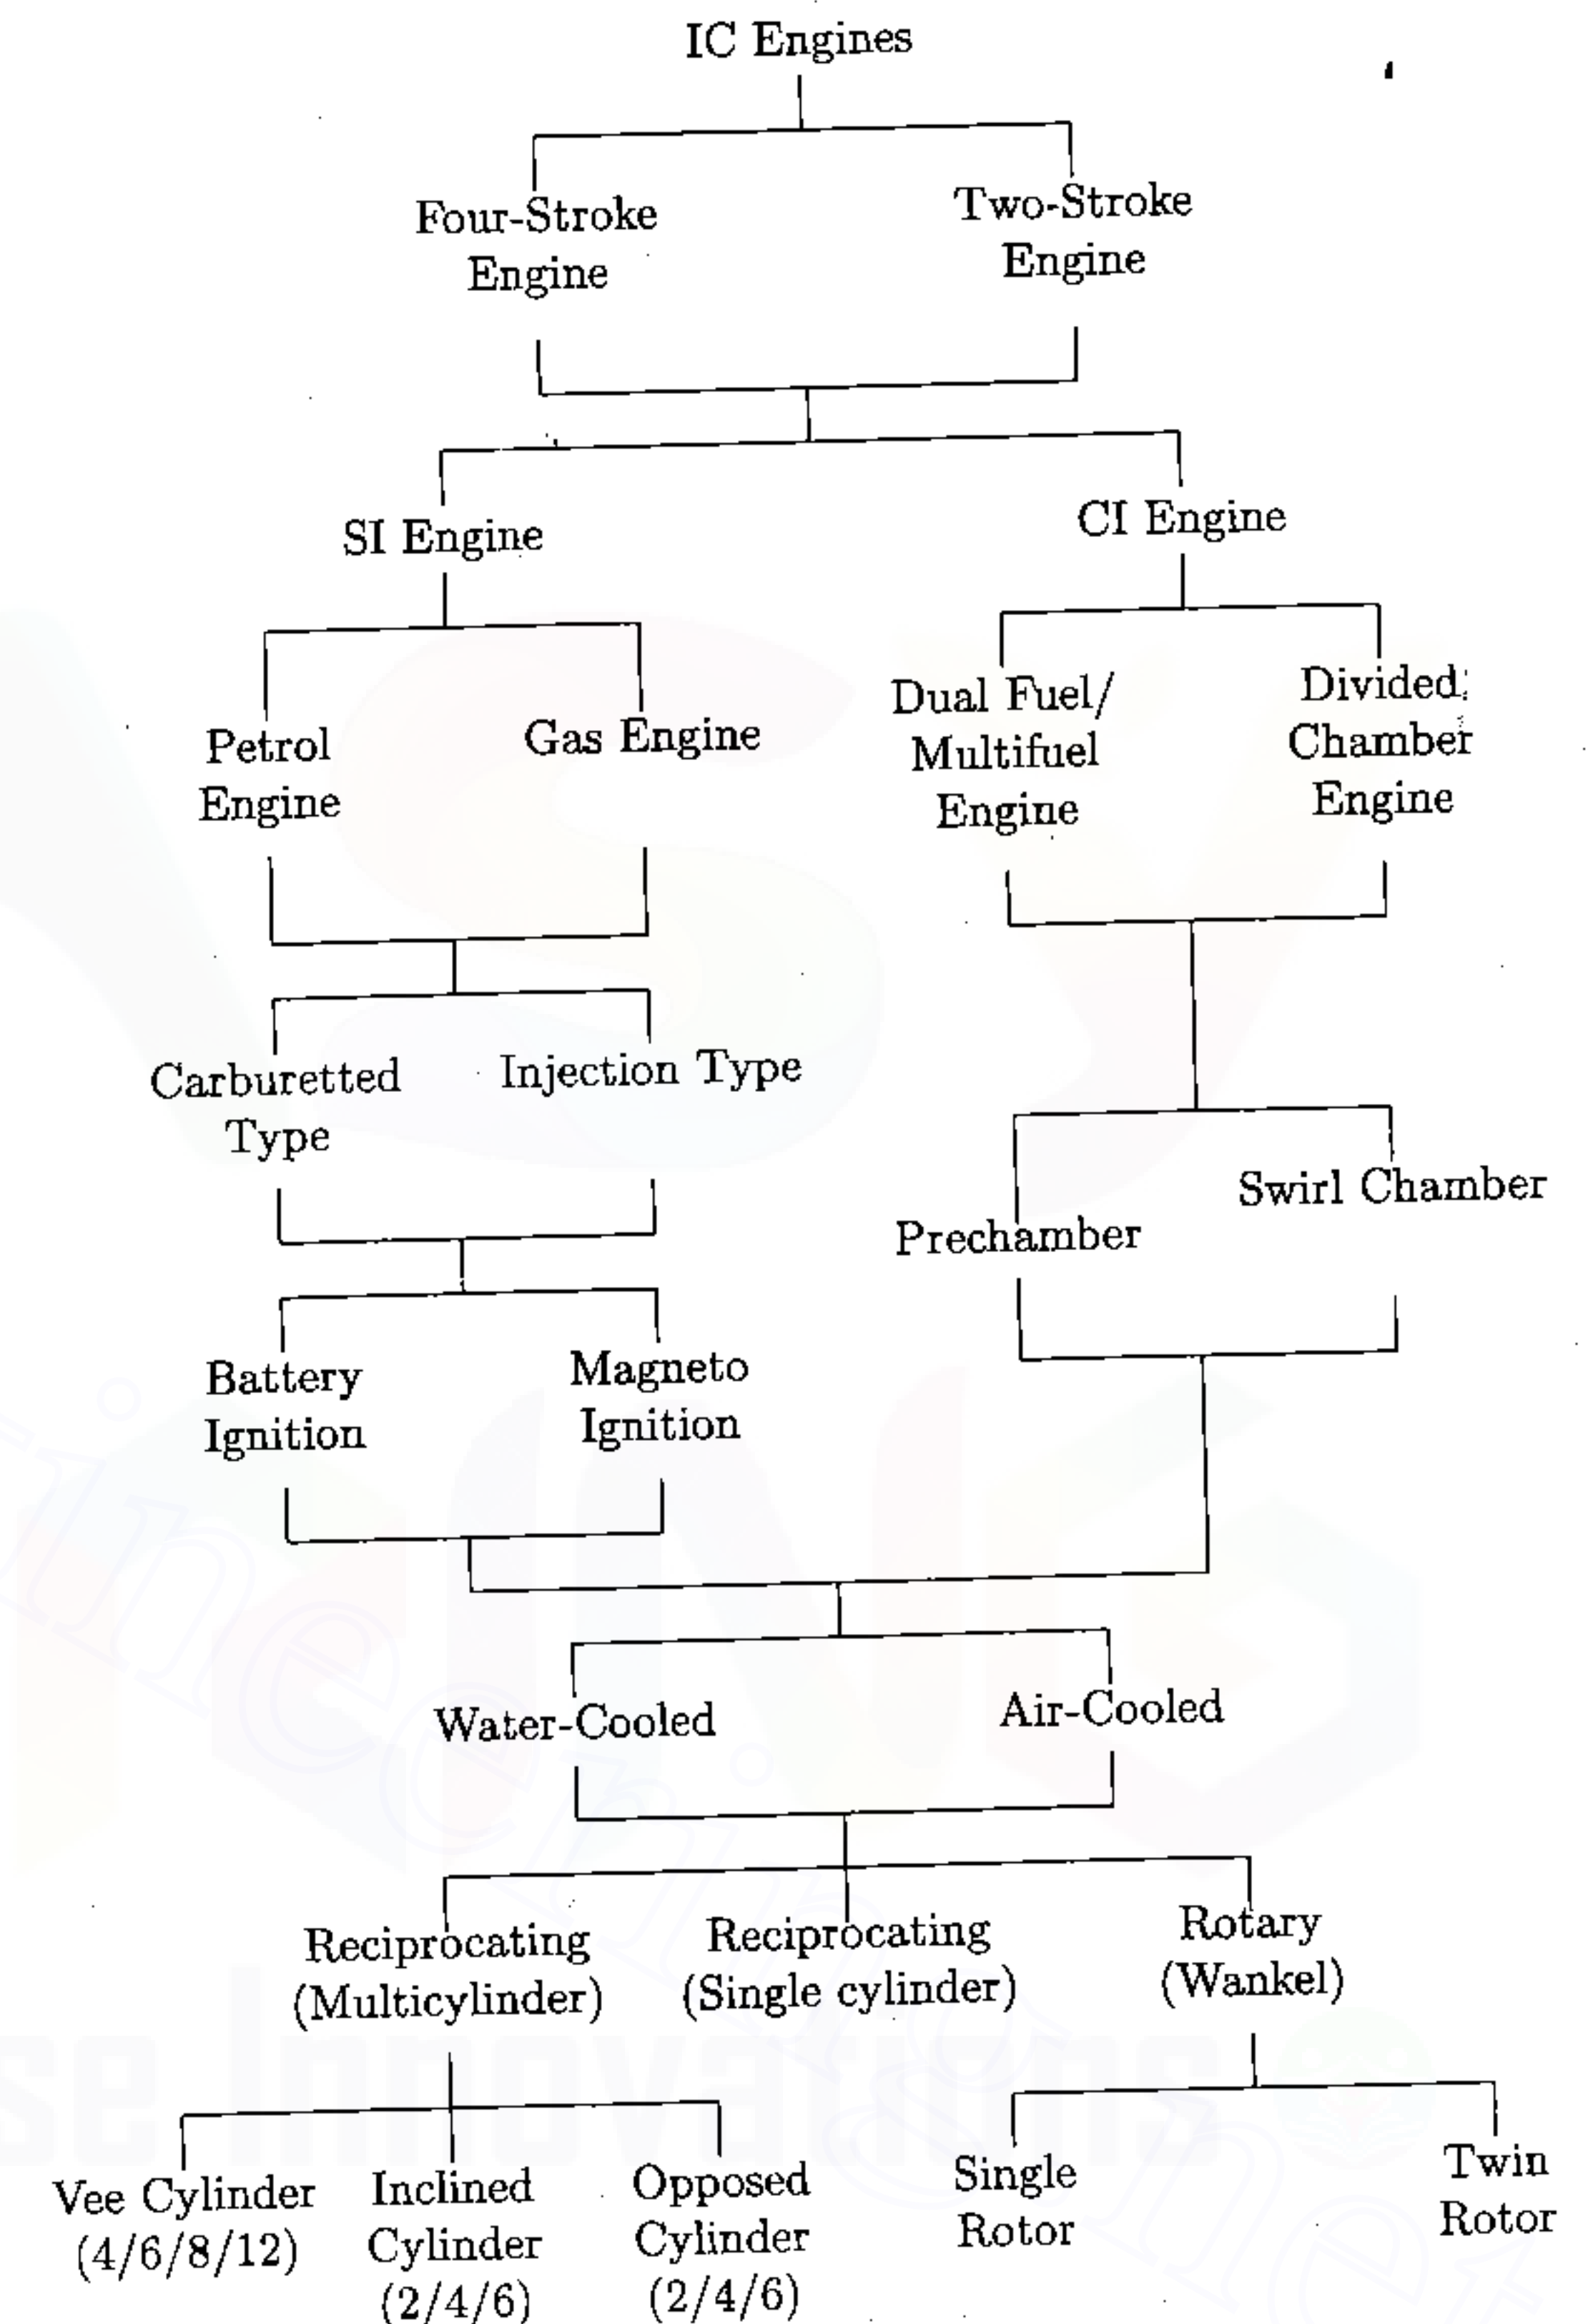 IC Engines
Four-Stroke
Engine
Two-Stroke
Engine
SI Engine
CI Engine
Petrol
Engine
Gas Engine
Dual Fuel/
Multifuel
Engine
Divided
Chamber
Engine
Carburetted
Type
Injection Type
Prechamber
Swirl Chamber
Battery
Ignition
Magneto
Ignition
Water-Cooled
Air-Cooled
Reciprocating
(Multicylinder)
Reciprocating
(Single cylinder)
Rotary
(Wankel)
Vee Cylinder
(4/6/8/12)
Inclined
Cylinder
(2/4/6)
Opposed
Cylinder
(2/4/6)
Single
Rotor
Twin
Rotor